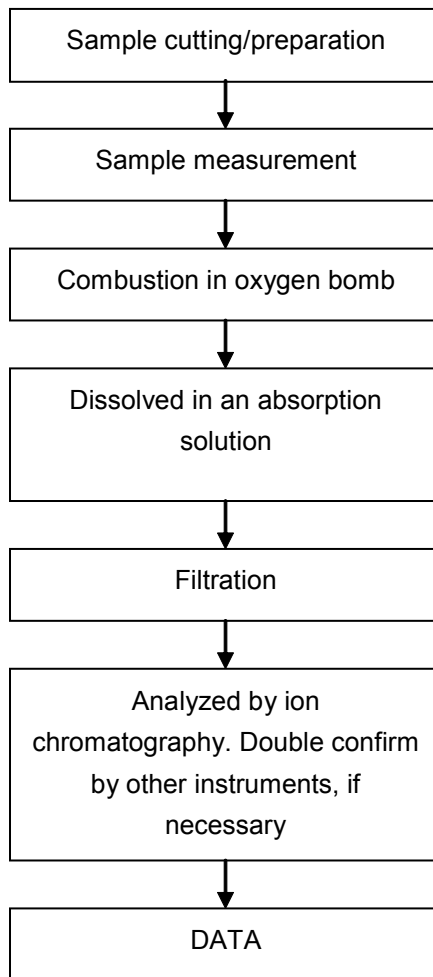 Sample cutting/preparation
Sample measurement
Combustion in oxygen bomb
Dissolved in an absorption
solution
Filtration
Analyzed by ion
chromatography. Double confirm
by other instruments, if
necessary
DATA